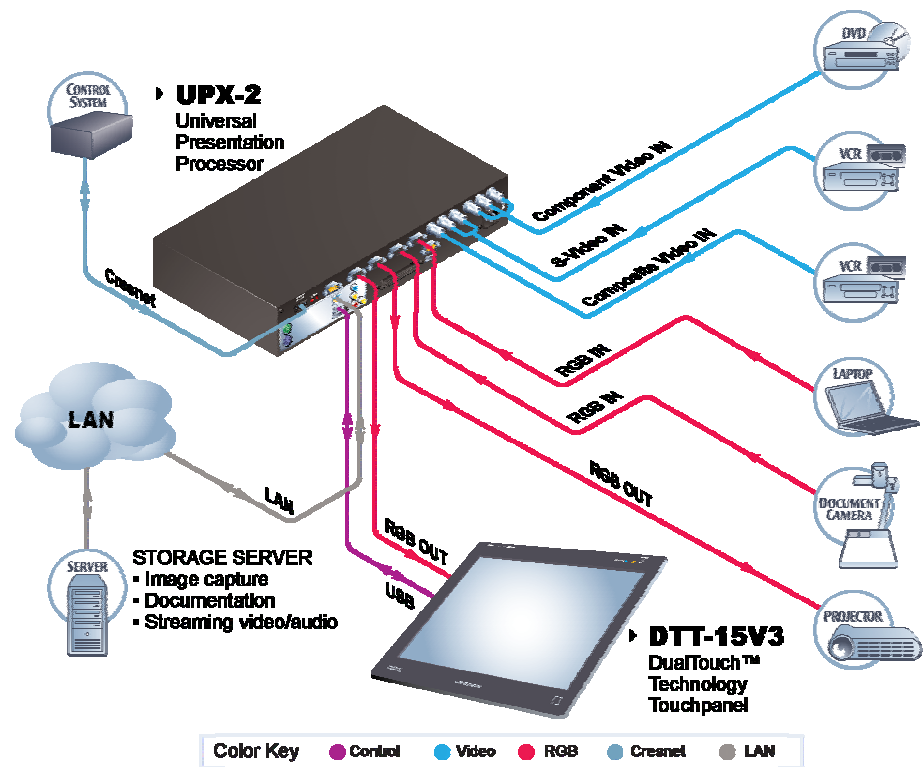 DVD
CONTROL
SYSTEM
UPX-2
Universal
Presentation
Processor
VCR
Component Video IN
S-Video IN
VCR
Composite Video IN
Cresnet
RGB IN
LAPTOP
LAN
RGB IN
RGB OUT
LAN
DOCUMENT
CAMERA
RGB OUT
USB
SERVER
STORAGE SERVER
▪ Image capture
▪ Documentation
▪ Streaming video/audio
PROJECTOR
DTT-15V3
DualTouch™
Technology
Touchpanel
Color Key Control Video RGB Cresnet LAN